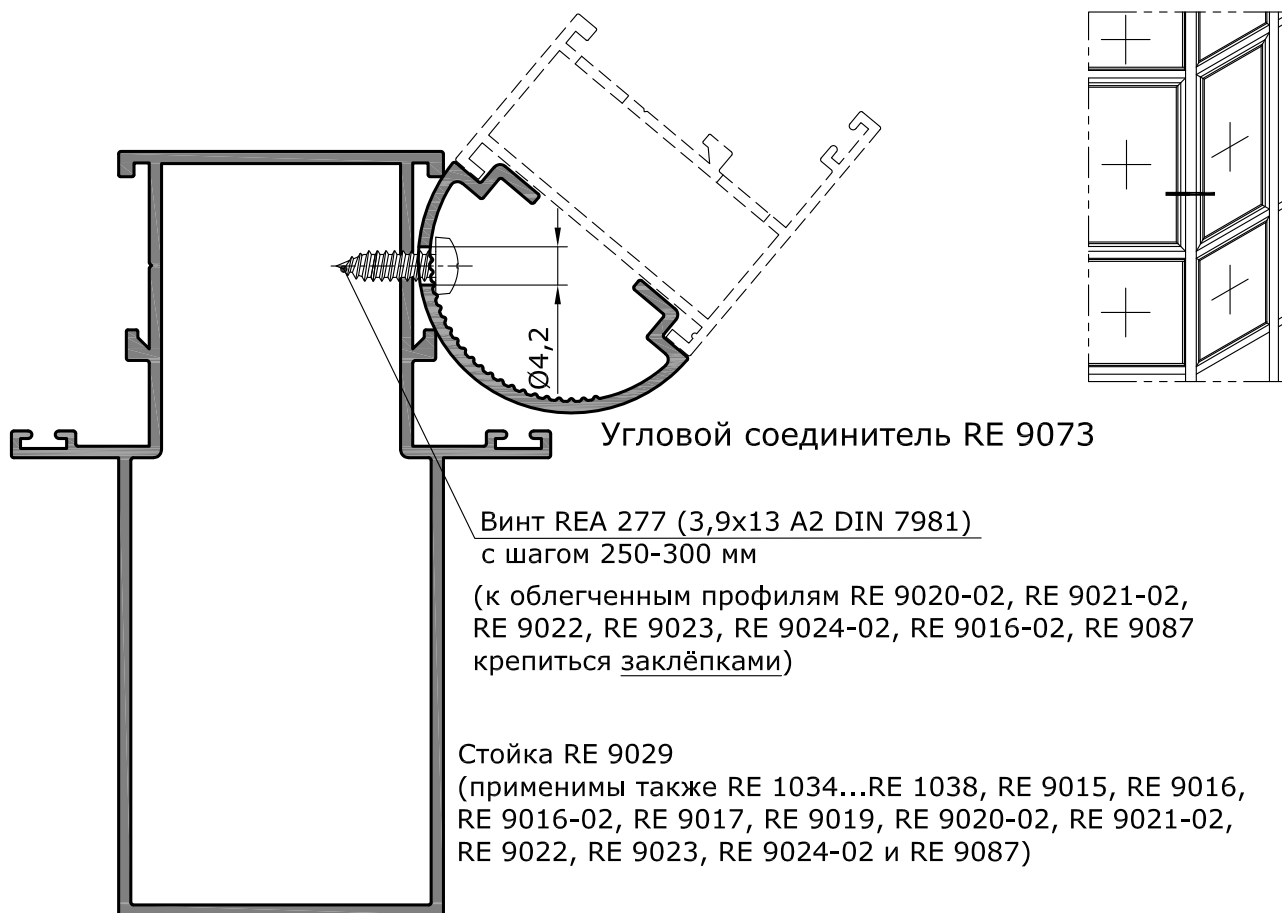 Ø4,2
Угловой соединитель RE 9073
Винт REA 277 (3,9x13 A2 DIN 7981)
с шагом 250-300 мм
(к облегченным профилям RE 9020-02, RE 9021-02,
RE 9022, RE 9023, RE 9024-02, RE 9016-02, RE 9087
крепиться заклёпками)
Стойка RE 9029
(применимы также RE 1034...RE 1038, RE 9015, RE 9016,
RE 9016-02, RE 9017, RE 9019, RE 9020-02, RE 9021-02,
RE 9022, RE 9023, RE 9024-02 и RE 9087)